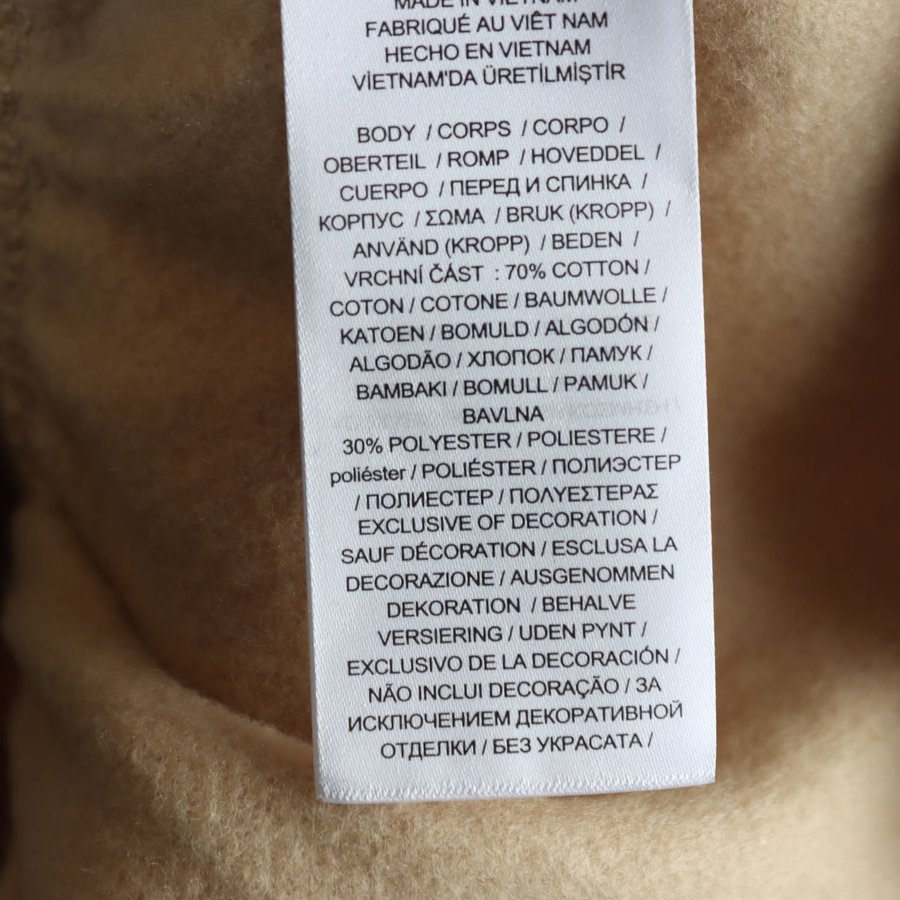 MADE IN VIETNAM
FABRIQUÉ AU VIÊT NAM
HECHO EN VIETNAM
VİETNAM'DA ÜRETİLMİŞTİR
BODY / CORPS / CORPO /
OBERTEIL / ROMP / HOVEDDEL /
CUERPO / ПЕРЕД И СПИНКА /
КОРПУС / ΣΩΜΑ / BRUK (KROPP) /
ANVÄND (KROPP) / BEDEN /
VRCHNÍ ČÁST : 70% COTTON /
COTON / COTONE / BAUMWOLLE /
KATOEN / BOMULD / ALGODÓN /
ALGODÃO / ХЛОПОК / ПАМУК /
BAMBAKI / BOMULL / PAMUK /
BAVLNA
30% POLYESTER / POLIESTERE /
poliéster / POLIÉSTER / ПОЛИЭСТЕР
/ ПОЛИЕСТЕР / ΠΟΛΥΕΣΤΕΡΑΣ
EXCLUSIVE OF DECORATION /
SAUF DÉCORATION / ESCLUSA LA
DECORAZIONE / AUSGENOMMEN
DEKORATION / BEHALVE
VERSIERING / UDEN PYNT /
EXCLUSIVO DE LA DECORACIÓN /
NÃO INCLUI DECORAÇÃO / ЗА
ИСКЛЮЧЕНИЕМ ДЕКОРАТИВНОЙ
ОТДЕЛКИ / БЕЗ УКРАСАТА /